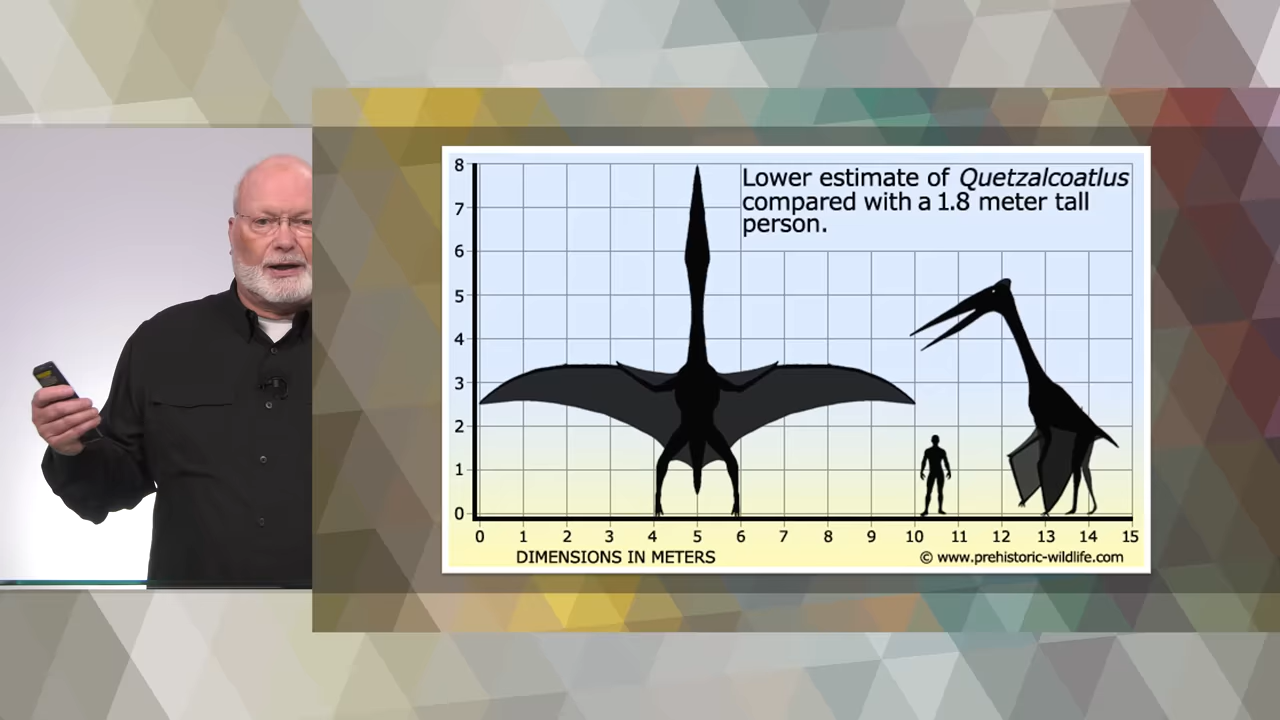 Lower estimate of Quetzalcoatlus
compared with a 1.8 meter tall
person.
8
7
6
5
4
3
2
1
0
0 1 2 3 4 5 6 7 8 9 10 11 12 13 14 15
DIMENSIONS IN METERS
© www.prehistoric-wildlife.com